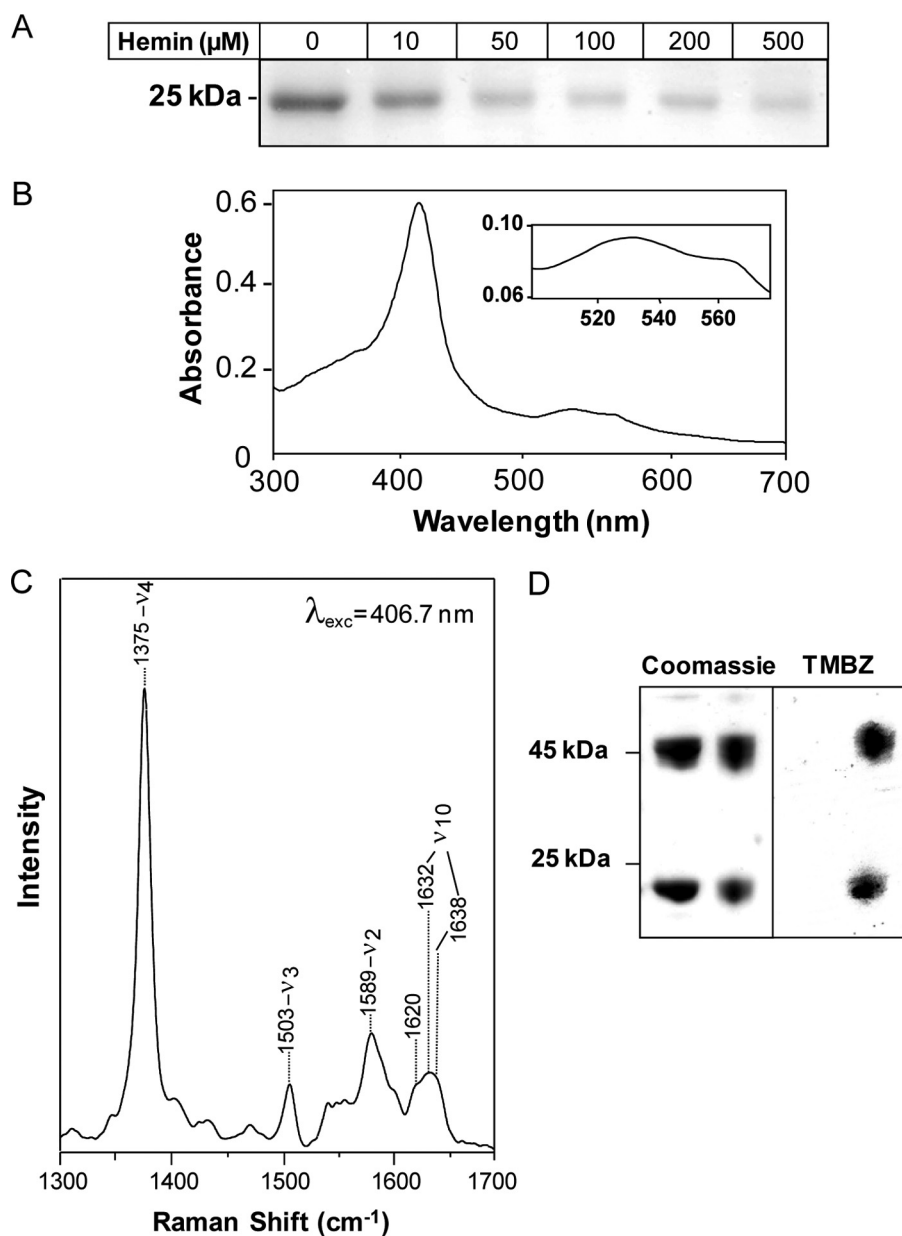 A
Hemin (µM) 0 10 50 100 200 500
25 kDa -
B
0.6
0.4
0.2
0
Absorbance
300 400 500 600 700
Wavelength (nm)
0.10
0.06
520 540 560
C
λexc=406.7 nm
1375 – ν4
1503 – ν3
1589 – ν2
1620
1632 ν10
1638
Intensity
1300 1400 1500 1600 1700
Raman Shift (cm-1)
D
Coomassie TMBZ
45 kDa
25 kDa